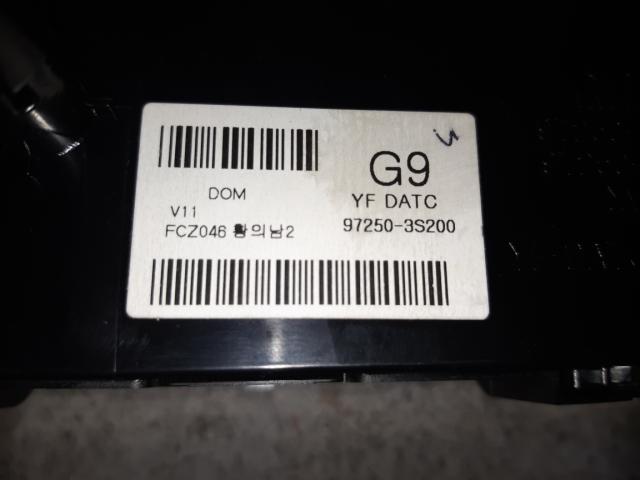 G9
DOM
YF DATC
V11
97250-3S200
FCZ046 황의남2